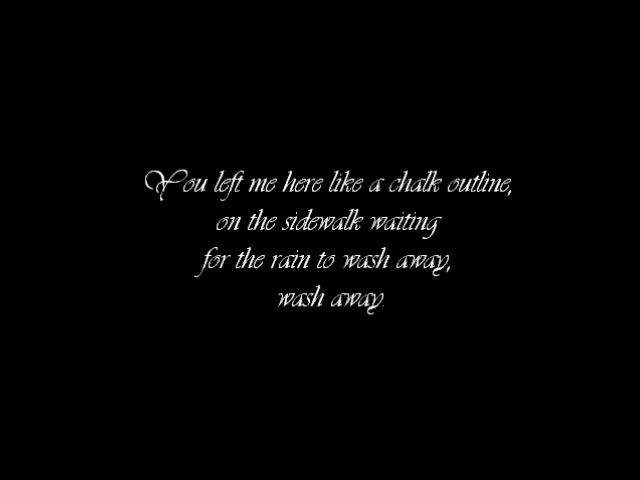 You left me here like a chalk outline,
on the sidewalk waiting
for the rain to wash away,
wash away.